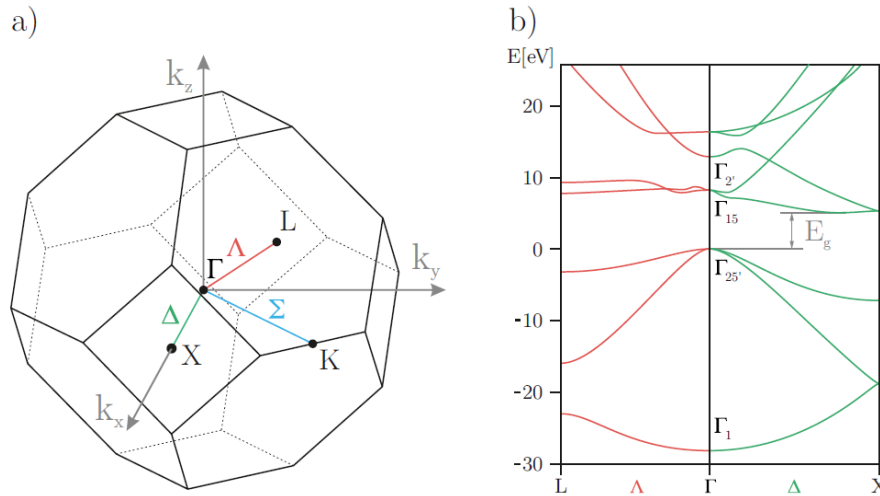 a)
k_z
L
Λ
Γ
k_y
Σ
Δ
X
K
k_x
b)
E[eV]
20
10
0
-10
-20
-30
Γ_2'
Γ_15
E_g
Γ_25'
Γ_1
L Λ Γ Δ X